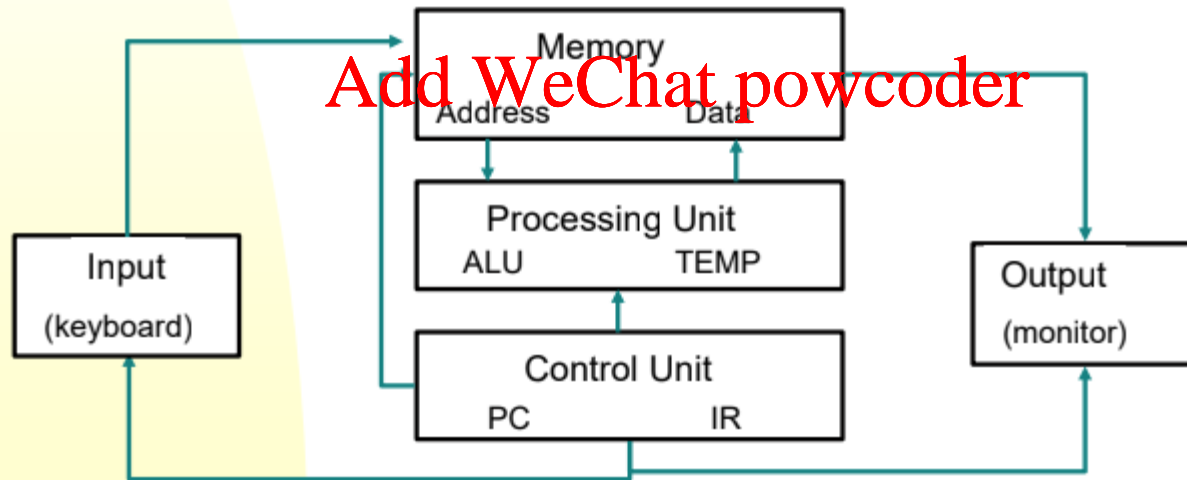 Memory
Add WeChat powcoder
Address Data
Processing Unit
ALU TEMP
Input
(keyboard)
Output
(monitor)
Control Unit
PC IR